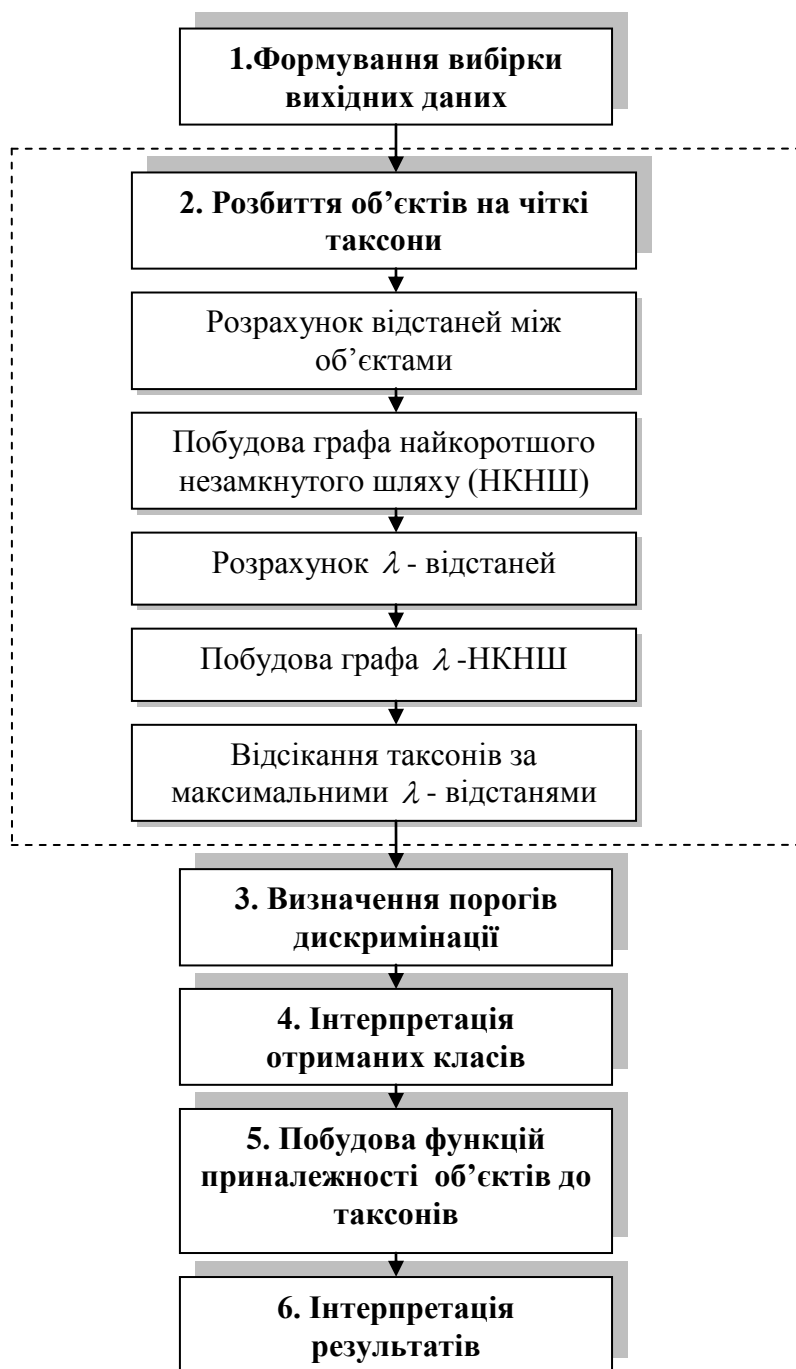 1.Формування вибірки
вихідних даних
2. Розбиття об’єктів на чіткі
таксони
Розрахунок відстаней між
об’єктами
Побудова графа найкоротшого
незамкнутого шляху (НКНШ)
Розрахунок λ - відстаней
Побудова графа λ -НКНШ
Відсікання таксонів за
максимальними λ - відстанями
3. Визначення порогів
дискримінації
4. Інтерпретація
отриманих класів
5. Побудова функцій
приналежності об’єктів до
таксонів
6. Інтерпретація
результатів